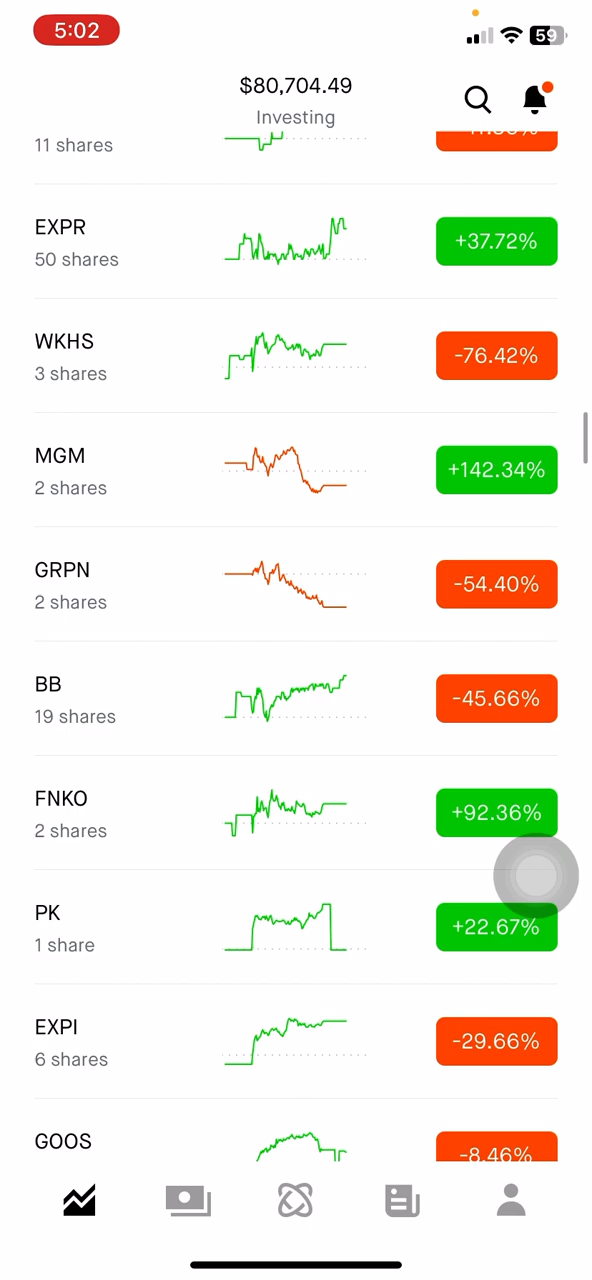 5:02
59
$80,704.49
Investing
11 shares
EXPR
50 shares
+37.72%
WKHS
3 shares
-76.42%
MGM
2 shares
+142.34%
GRPN
2 shares
-54.40%
BB
19 shares
-45.66%
FNKO
2 shares
+92.36%
PK
1 share
+22.67%
EXPI
6 shares
-29.66%
GOOS
-8.46%